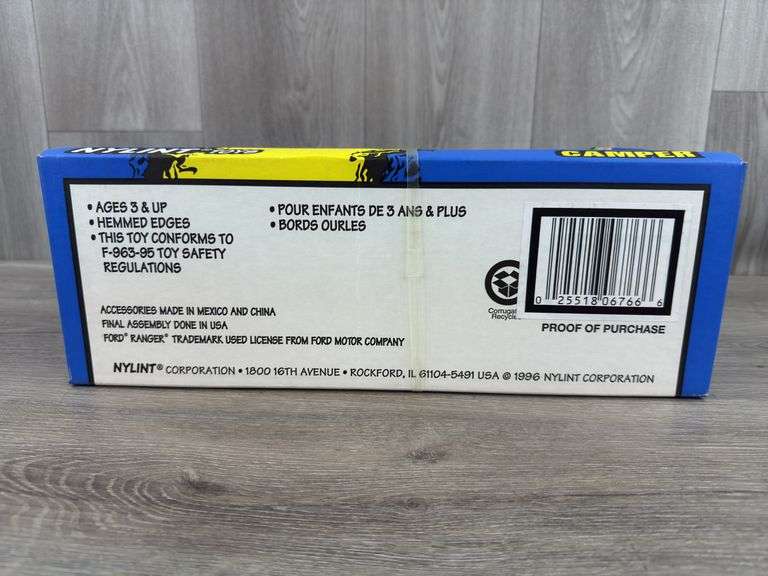 NYLINT
CAMPER
• AGES 3 & UP
• HEMMED EDGES
• THIS TOY CONFORMS TO
F-963-95 TOY SAFETY
REGULATIONS
• POUR ENFANTS DE 3 ANS & PLUS
• BORDS OURLES
ACCESSORIES MADE IN MEXICO AND CHINA
FINAL ASSEMBLY DONE IN USA
FORD® RANGER® TRADEMARK USED LICENSE FROM FORD MOTOR COMPANY
0 25518 06766 6
PROOF OF PURCHASE
NYLINT® CORPORATION • 1800 16TH AVENUE • ROCKFORD, IL 61104-5491 USA © 1996 NYLINT CORPORATION